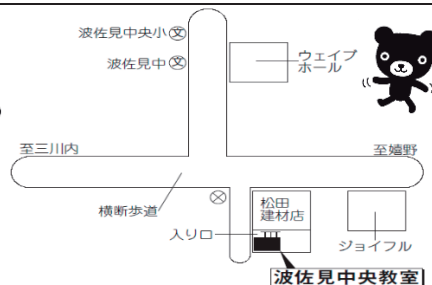 波佐見中央小㊛
波佐見中㊛
ウェイブ
ホール
至三川内
至嬉野
横断歩道
松田
建材店
入り口
ジョイフル
波佐見中央教室